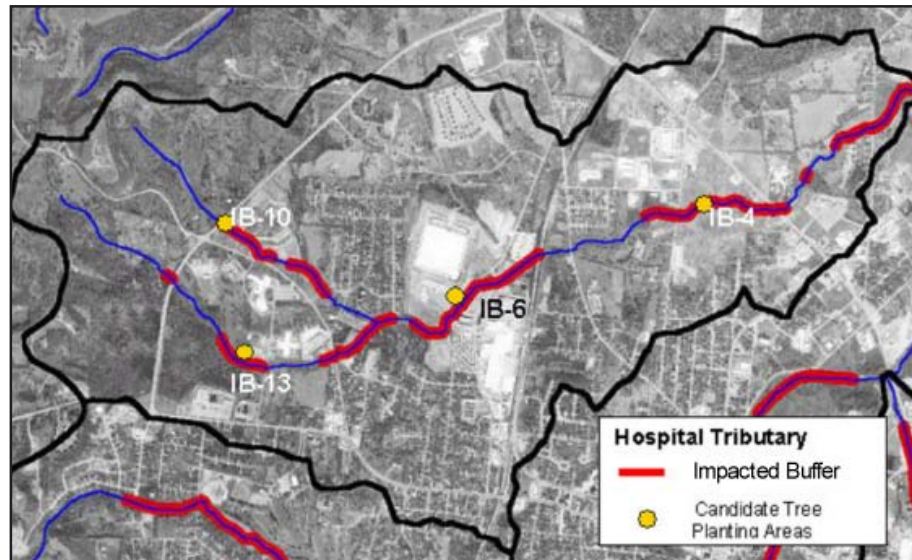 IB-10
IB-4
IB-6
IB-13
Hospital Tributary
Impacted Buffer
Candidate Tree
Planting Areas